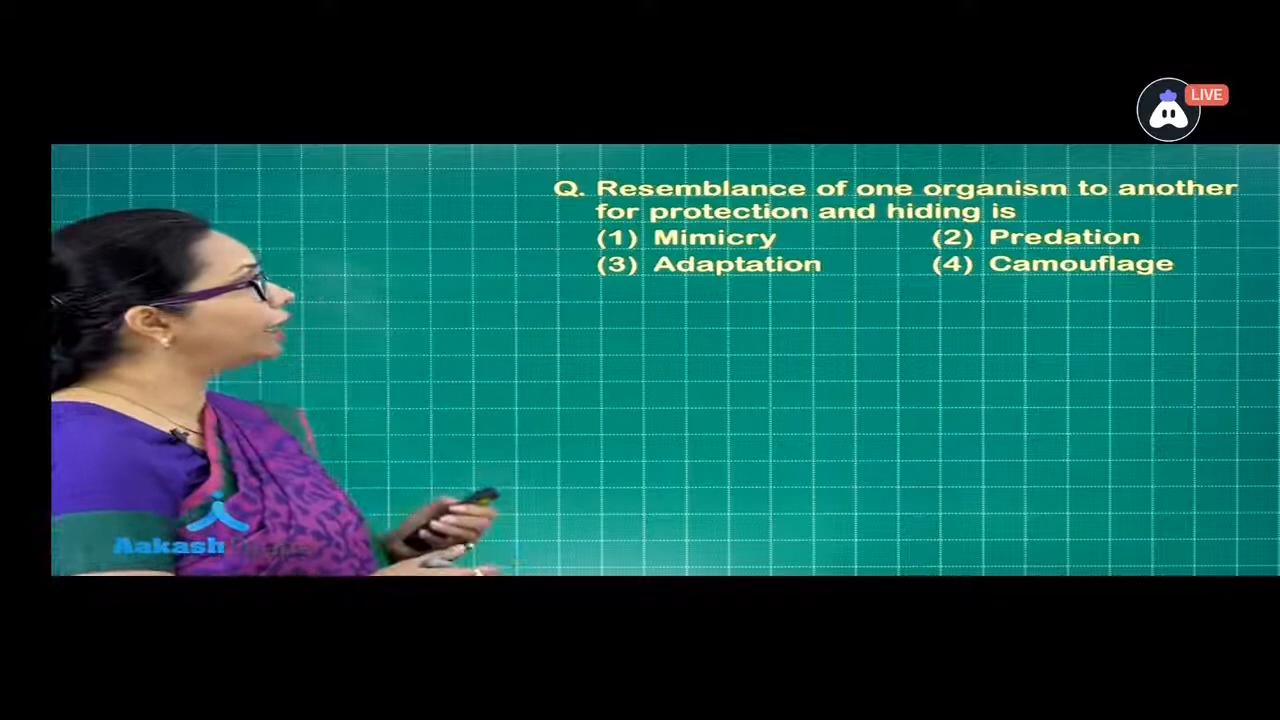 LIVE
Q. Resemblance of one organism to another
for protection and hiding is
(1) Mimicry (2) Predation
(3) Adaptation (4) Camouflage
Aakash